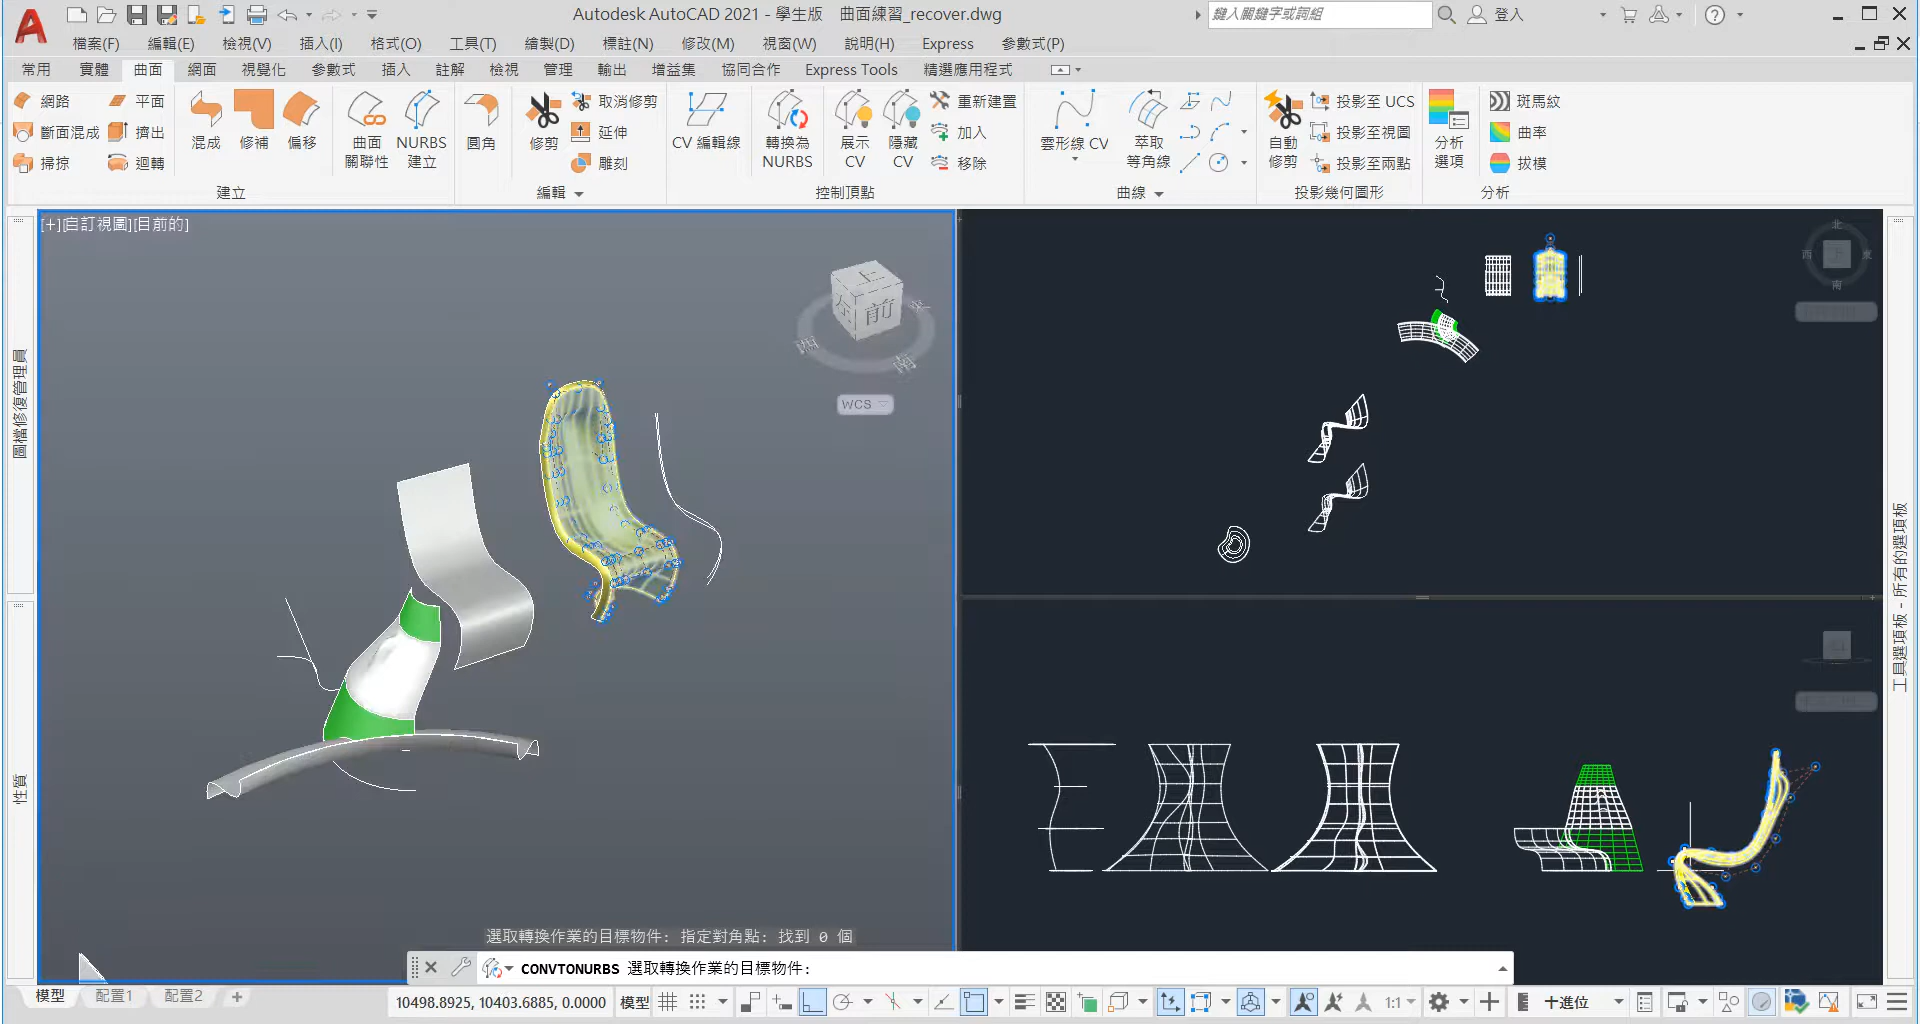 Autodesk AutoCAD 2021 - 學生版 曲面練習_recover.dwg
鍵入關鍵字或詞組
登入
檔案(F) 編輯(E) 檢視(V) 插入(I) 格式(O) 工具(T) 繪製(D) 標註(N) 修改(M) 視窗(W) 說明(H) Express 參數式(P)
常用 實體 曲面 網面 視覺化 參數式 插入 註解 檢視 管理 輸出 增益集 協同合作 Express Tools 精選應用程式
網路 平面
斷面混成 擠出
掃掠 迴轉
混成 修補 偏移
曲面
關聯性
NURBS
建立
建立
圓角
修剪
取消修剪
延伸
雕刻
編輯
CV 編輯線
轉換為
NURBS
展示
CV
隱藏
CV
重新建置
加入
移除
控制頂點
雲形線 CV
萃取
等角線
曲線
自動
修剪
投影至 UCS
投影至視圖
投影至兩點
投影幾何圖形
分析
選項
斑馬紋
曲率
拔模
分析
[+][自訂視圖][目前的]
圖檔修復管理員
性質
上
前
西
南
WCS
北
西
東
南
工具選項板 - 所有的選項板
選取轉換作業的目標物件: 指定對角點: 找到 0 個
CONVTONURBS 選取轉換作業的目標物件:
模型 配置1 配置2 +
10498.8925, 10403.6885, 0.0000 模型
1:1
十進位